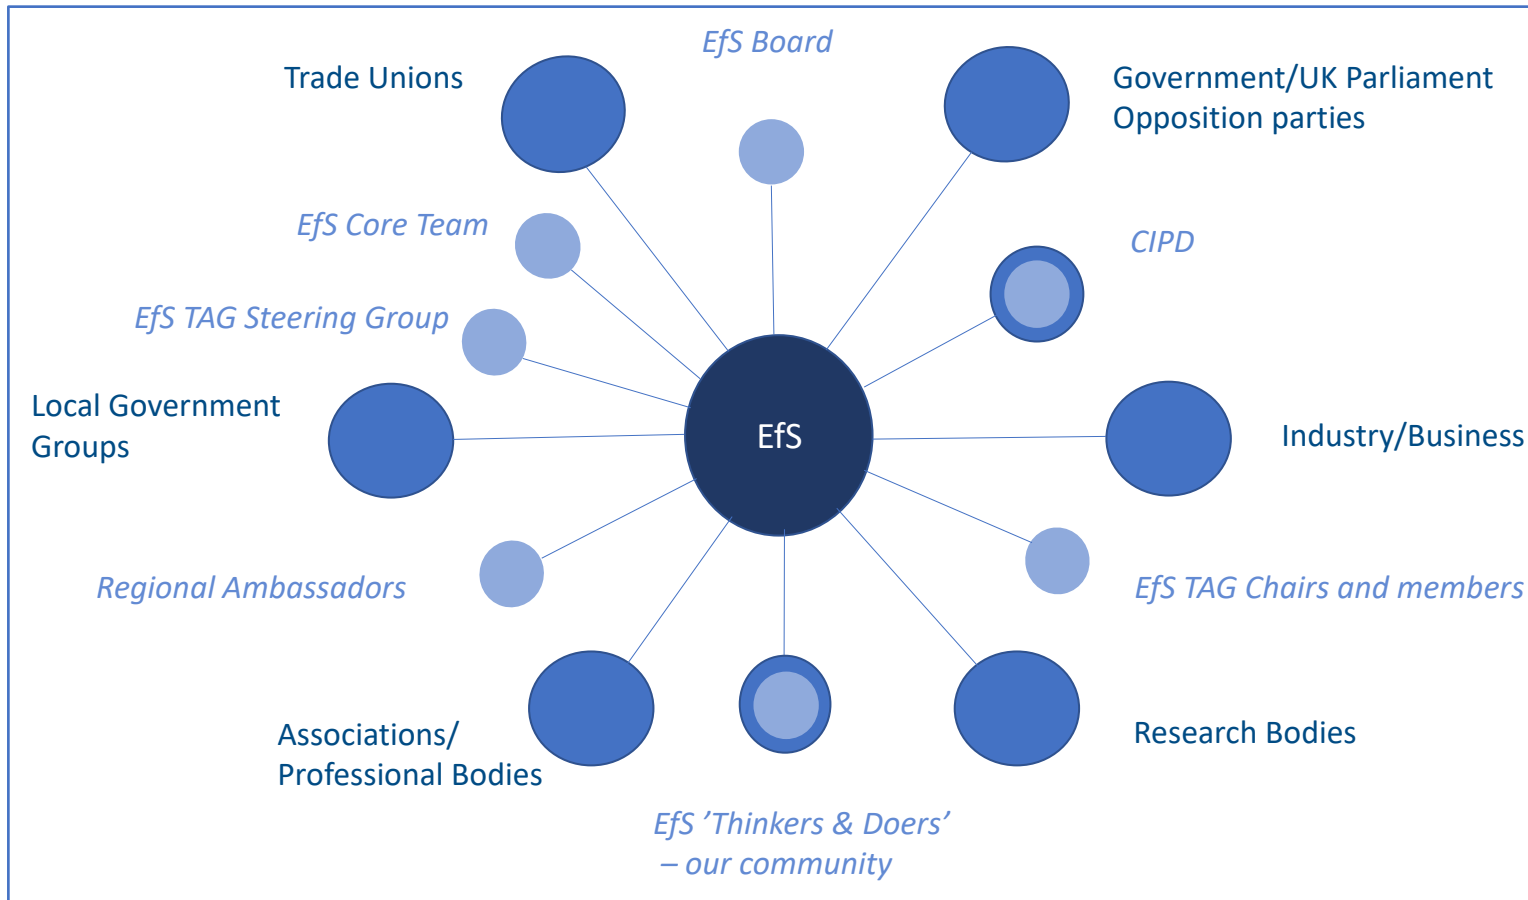 EfS Board
Trade Unions
Government/UK Parliament
Opposition parties
EfS Core Team
CIPD
EfS TAG Steering Group
Local Government
Groups
EfS
Industry/Business
Regional Ambassadors
EfS TAG Chairs and members
Associations/
Professional Bodies
Research Bodies
EfS ’Thinkers & Doers’
– our community